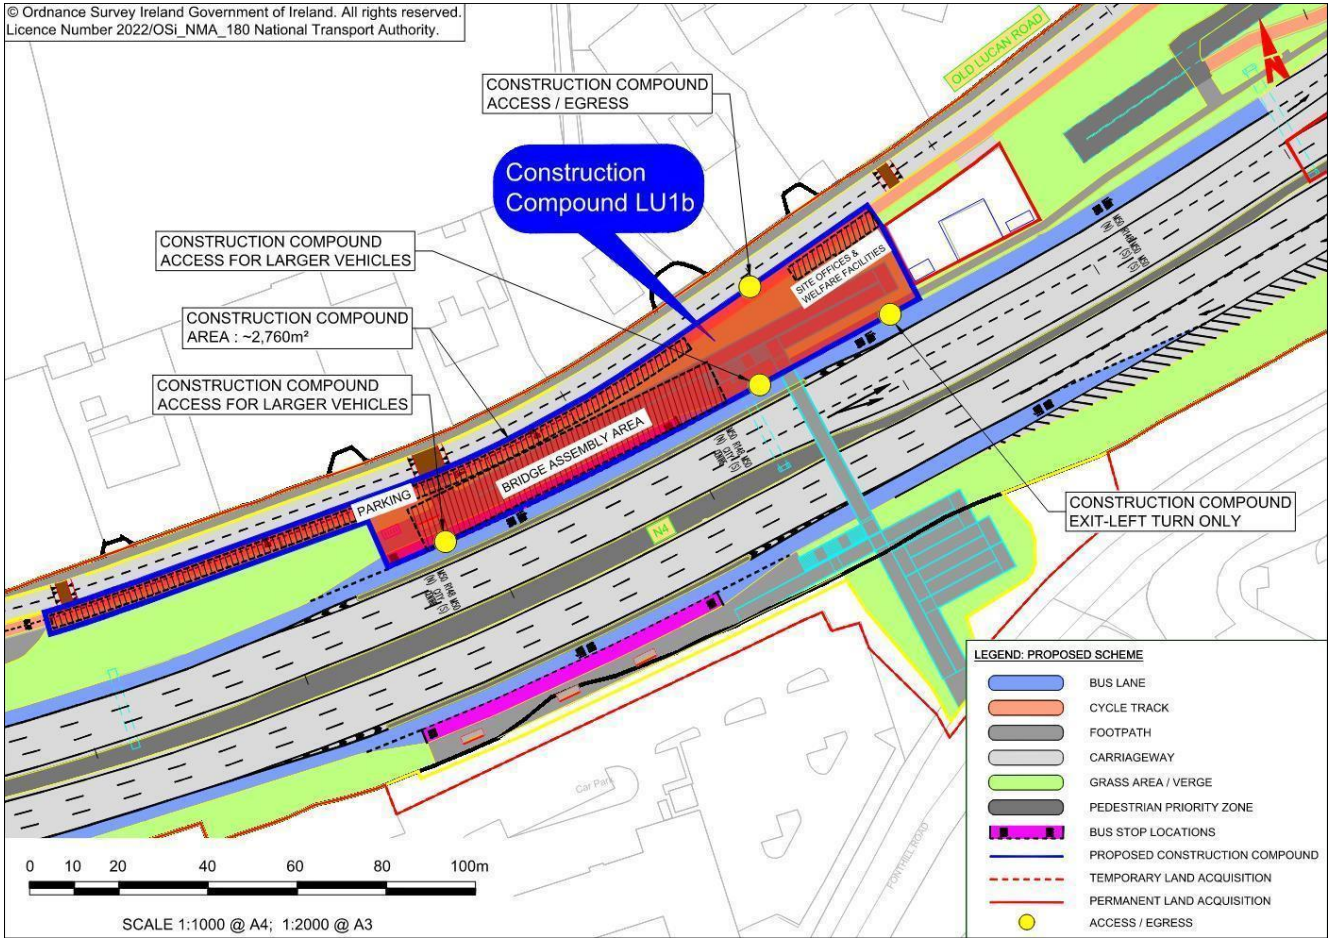 © Ordnance Survey Ireland Government of Ireland. All rights reserved.
Licence Number 2022/OSi_NMA_180 National Transport Authority.
OLD LUCAN ROAD
CONSTRUCTION COMPOUND
ACCESS / EGRESS
Construction
Compound LU1b
CONSTRUCTION COMPOUND
ACCESS FOR LARGER VEHICLES
SITE OFFICES &
WELFARE FACILITIES
CONSTRUCTION COMPOUND
AREA : ~2,760m²
CONSTRUCTION COMPOUND
ACCESS FOR LARGER VEHICLES
BRIDGE ASSEMBLY AREA
PARKING
N4
CONSTRUCTION COMPOUND
EXIT-LEFT TURN ONLY
Car Park
FONTHILL ROAD
LEGEND: PROPOSED SCHEME
BUS LANE
CYCLE TRACK
FOOTPATH
CARRIAGEWAY
GRASS AREA / VERGE
PEDESTRIAN PRIORITY ZONE
BUS STOP LOCATIONS
PROPOSED CONSTRUCTION COMPOUND
TEMPORARY LAND ACQUISITION
PERMANENT LAND ACQUISITION
ACCESS / EGRESS
0 10 20 40 60 80 100m
SCALE 1:1000 @ A4; 1:2000 @ A3